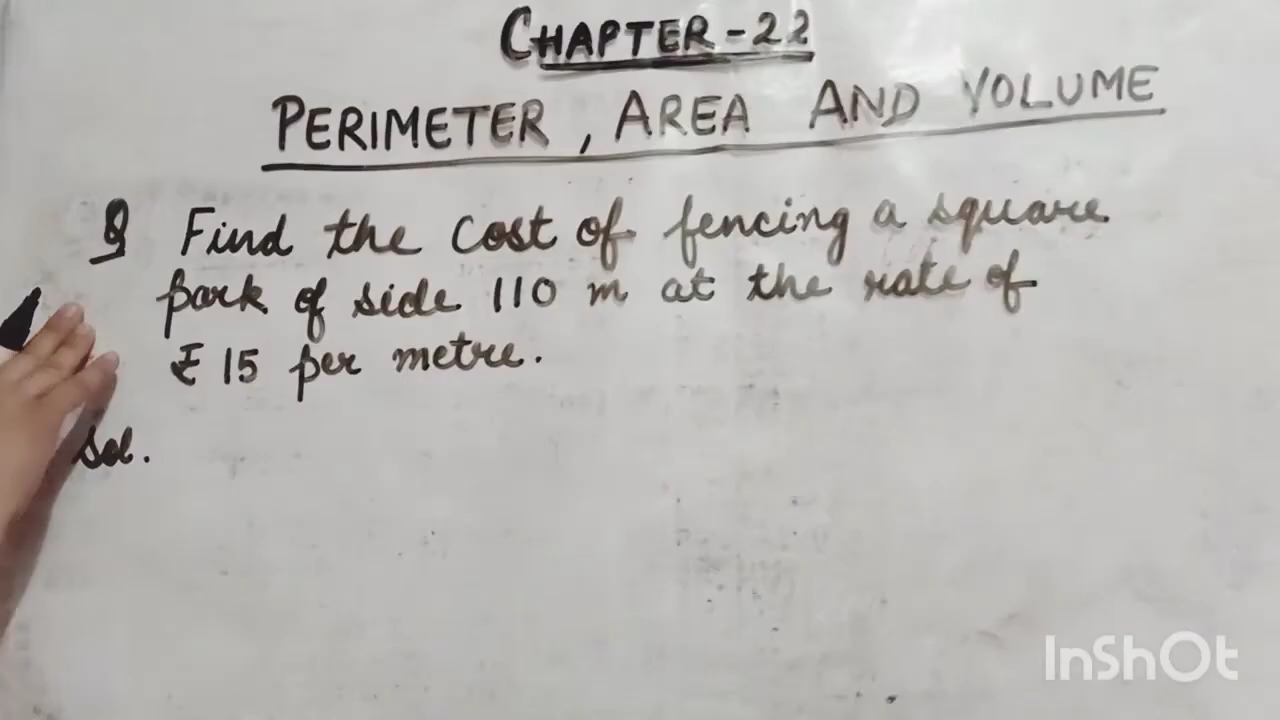 CHAPTER-22
PERIMETER, AREA AND VOLUME
Q Find the cost of fencing a square
park of side 110 m at the rate of
₹ 15 per metre.
Sol.
InShOt